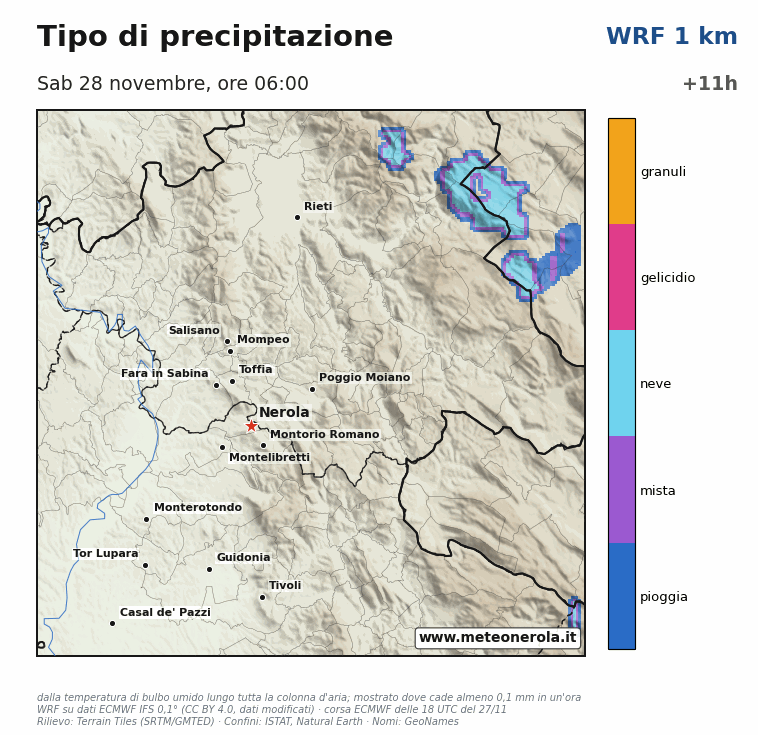 Tipo di precipitazione
WRF 1 km
Sab 28 novembre, ore 06:00
+11h
granuli
Rieti
gelicidio
Salisano
Mompeo
Fara in Sabina
Toffia
Poggio Moiano
neve
Nerola
Montorio Romano
Montelibretti
mista
Monterotondo
Tor Lupara
Guidonia
Tivoli
pioggia
Casal de' Pazzi
www.meteonerola.it
dalla temperatura di bulbo umido lungo tutta la colonna d'aria; mostrato dove cade almeno 0,1 mm in un'ora
WRF su dati ECMWF IFS 0,1° (CC BY 4.0, dati modificati) · corsa ECMWF delle 18 UTC del 27/11
Rilievo: Terrain Tiles (SRTM/GMTED) · Confini: ISTAT, Natural Earth · Nomi: GeoNames